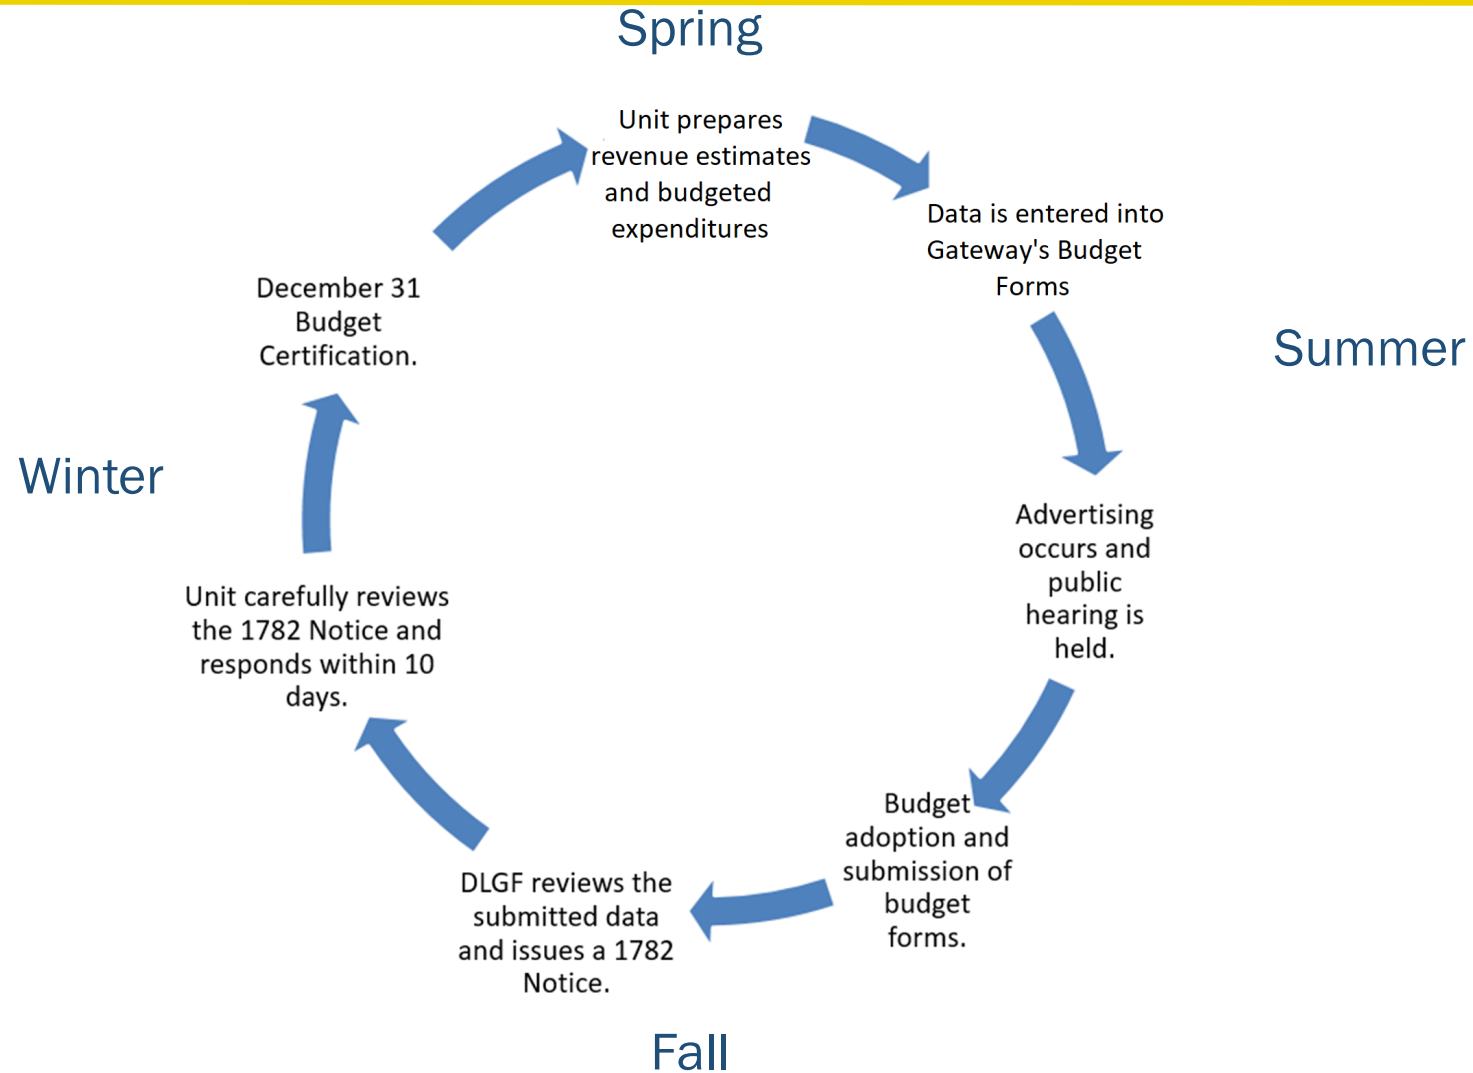 Spring
Unit prepares
revenue estimates
and budgeted
expenditures
Data is entered into
Gateway's Budget
Forms
Summer
Advertising
occurs and
public
hearing is
held.
Budget
adoption and
submission of
budget
forms.
Fall
DLGF reviews the
submitted data
and issues a 1782
Notice.
Unit carefully reviews
the 1782 Notice and
responds within 10
days.
Winter
December 31
Budget
Certification.